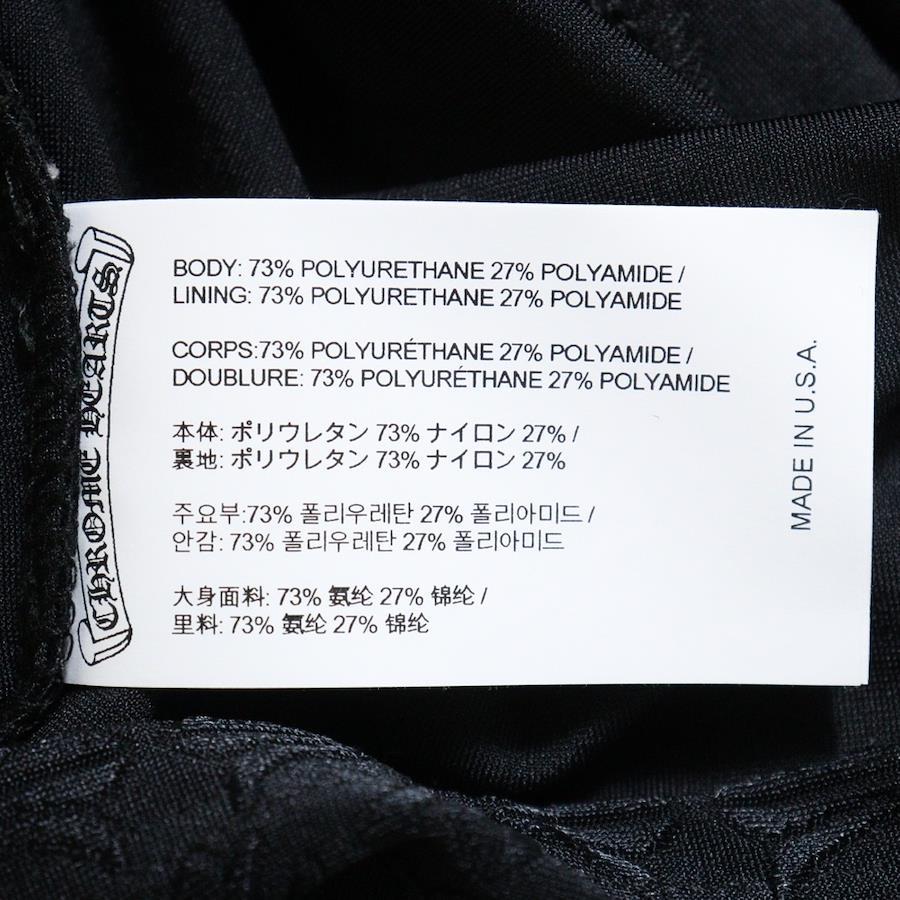 CHROME HEARTS
BODY: 73% POLYURETHANE 27% POLYAMIDE /
LINING: 73% POLYURETHANE 27% POLYAMIDE
CORPS:73% POLYURÉTHANE 27% POLYAMIDE /
DOUBLURE: 73% POLYURÉTHANE 27% POLYAMIDE
本体: ポリウレタン 73% ナイロン 27% /
裏地: ポリウレタン 73% ナイロン 27%
주요부:73% 폴리우레탄 27% 폴리아미드 /
안감: 73% 폴리우레탄 27% 폴리아미드
大身面料: 73% 氨纶 27% 锦纶 /
里料: 73% 氨纶 27% 锦纶
MADE IN U.S.A.